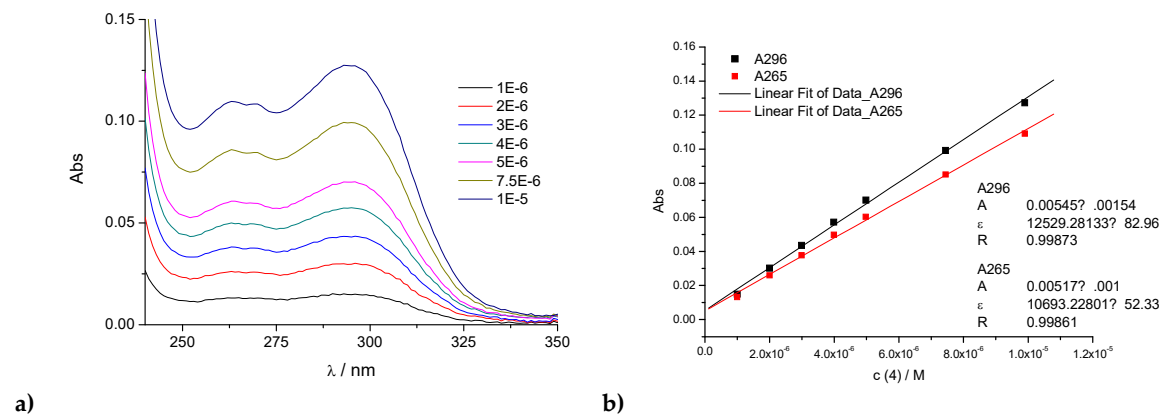 0.15
0.10
0.05
0.00
Abs
250
275
300
325
350
λ / nm
1E-6
2E-6
3E-6
4E-6
5E-6
7.5E-6
1E-5
a)
0.16
0.14
0.12
0.10
0.08
0.06
0.04
0.02
0.00
Abs
A296
A265
Linear Fit of Data_A296
Linear Fit of Data_A265
A296
A 0.00545? .00154
ε 12529.28133? 82.96
R 0.99873
A265
A 0.00517? .001
ε 10693.22801? 52.33
R 0.99861
0.0 2.0x10⁻⁶ 4.0x10⁻⁶ 6.0x10⁻⁶ 8.0x10⁻⁶ 1.0x10⁻⁵ 1.2x10⁻⁵
c (4) / M
b)